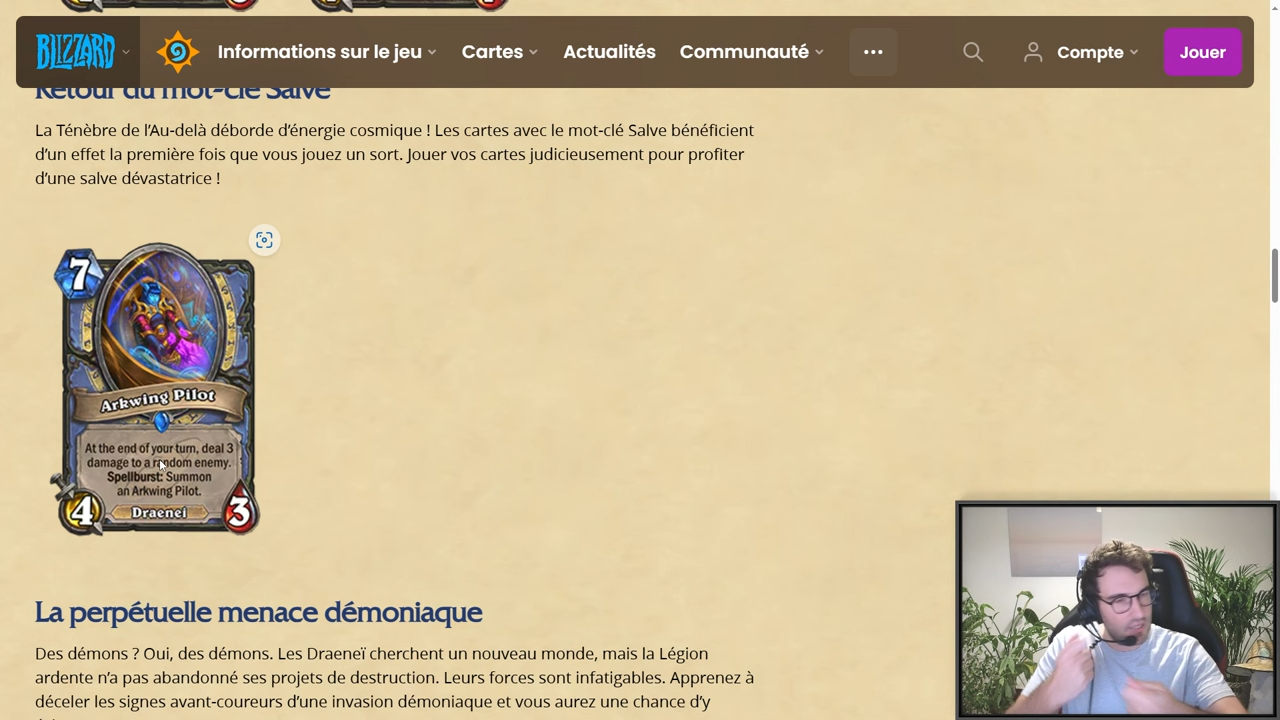 BLIZZARD
Informations sur le jeu
Cartes
Actualités
Communauté
Compte
Jouer
Retour du mot-clé Salve
La Ténèbre de l’Au-delà déborde d’énergie cosmique ! Les cartes avec le mot-clé Salve bénéficient
d’un effet la première fois que vous jouez un sort. Jouer vos cartes judicieusement pour profiter
d’une salve dévastatrice !
7
Arkwing Pilot
At the end of your turn, deal 3
damage to a random enemy.
Spellburst: Summon
an Arkwing Pilot.
4
Draenei
3
La perpétuelle menace démoniaque
Des démons ? Oui, des démons. Les Draeneï cherchent un nouveau monde, mais la Légion
ardente n’a pas abandonné ses projets de destruction. Leurs forces sont infatigables. Apprenez à
déceler les signes avant-coureurs d’une invasion démoniaque et vous aurez une chance d’y